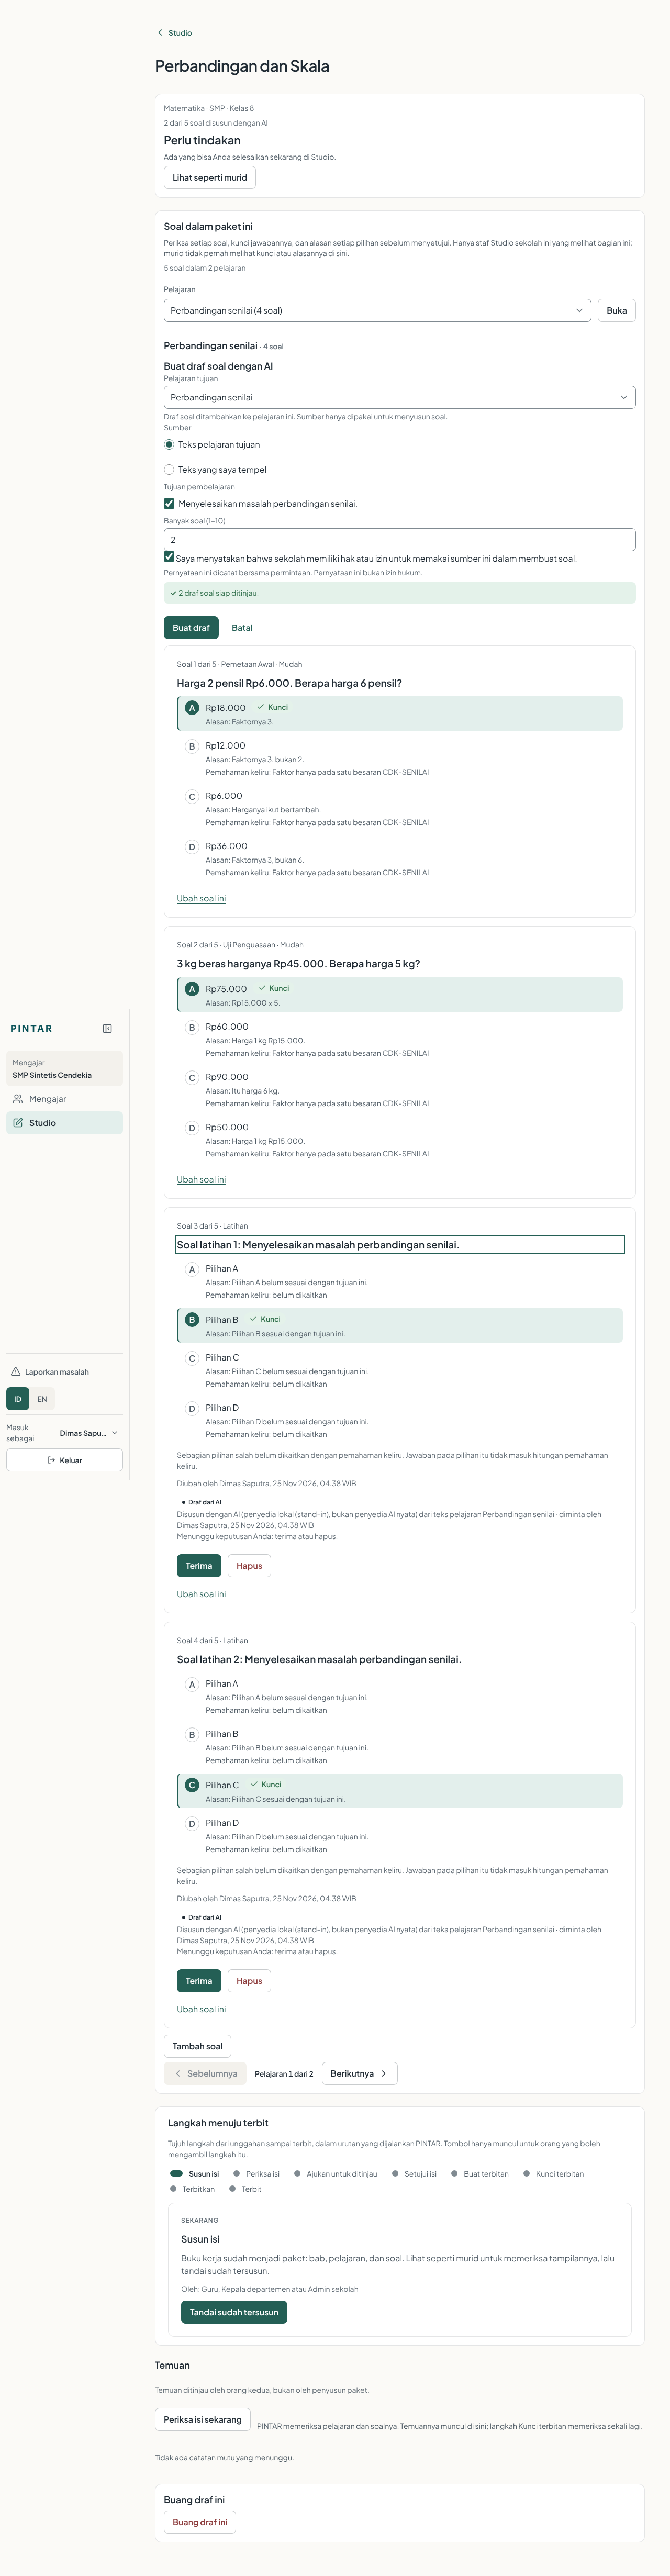 Studio
Perbandingan dan Skala
Matematika · SMP · Kelas 8
2 dari 5 soal disusun dengan AI
Perlu tindakan
Ada yang bisa Anda selesaikan sekarang di Studio.
Lihat seperti murid
Soal dalam paket ini
Periksa setiap soal, kunci jawabannya, dan alasan setiap pilihan sebelum menyetujui. Hanya staf Studio sekolah ini yang melihat bagian ini;
murid tidak pernah melihat kunci atau alasannya di sini.
5 soal dalam 2 pelajaran
Pelajaran
Perbandingan senilai (4 soal)
Buka
Perbandingan senilai · 4 soal
Buat draf soal dengan AI
Pelajaran tujuan
Perbandingan senilai
Draf soal ditambahkan ke pelajaran ini. Sumber hanya dipakai untuk menyusun soal.
Sumber
Teks pelajaran tujuan
Teks yang saya tempel
Tujuan pembelajaran
Menyelesaikan masalah perbandingan senilai.
Banyak soal (1–10)
2
Saya menyatakan bahwa sekolah memiliki hak atau izin untuk memakai sumber ini dalam membuat soal.
Pernyataan ini dicatat bersama permintaan. Pernyataan ini bukan izin hukum.
2 draf soal siap ditinjau.
Buat draf
Batal
Soal 1 dari 5 · Pemetaan Awal · Mudah
Harga 2 pensil Rp6.000. Berapa harga 6 pensil?
A Rp18.000 Kunci
Alasan: Faktornya 3.
B Rp12.000
Alasan: Faktornya 3, bukan 2.
Pemahaman keliru: Faktor hanya pada satu besaran CDK-SENILAI
C Rp6.000
Alasan: Harganya ikut bertambah.
Pemahaman keliru: Faktor hanya pada satu besaran CDK-SENILAI
D Rp36.000
Alasan: Faktornya 3, bukan 6.
Pemahaman keliru: Faktor hanya pada satu besaran CDK-SENILAI
Ubah soal ini
Soal 2 dari 5 · Uji Penguasaan · Mudah
3 kg beras harganya Rp45.000. Berapa harga 5 kg?
A Rp75.000 Kunci
Alasan: Rp15.000 × 5.
B Rp60.000
Alasan: Harga 1 kg Rp15.000.
Pemahaman keliru: Faktor hanya pada satu besaran CDK-SENILAI
C Rp90.000
Alasan: Itu harga 6 kg.
Pemahaman keliru: Faktor hanya pada satu besaran CDK-SENILAI
D Rp50.000
Alasan: Harga 1 kg Rp15.000.
Pemahaman keliru: Faktor hanya pada satu besaran CDK-SENILAI
Ubah soal ini
PINTAR
Mengajar
SMP Sintetis Cendekia
Mengajar
Studio
Laporkan masalah
ID EN
Masuk sebagai
Dimas Sapu...
Keluar
Soal 3 dari 5 · Latihan
Soal latihan 1: Menyelesaikan masalah perbandingan senilai.
A Pilihan A
Alasan: Pilihan A belum sesuai dengan tujuan ini.
Pemahaman keliru: belum dikaitkan
B Pilihan B Kunci
Alasan: Pilihan B sesuai dengan tujuan ini.
C Pilihan C
Alasan: Pilihan C belum sesuai dengan tujuan ini.
Pemahaman keliru: belum dikaitkan
D Pilihan D
Alasan: Pilihan D belum sesuai dengan tujuan ini.
Pemahaman keliru: belum dikaitkan
Sebagian pilihan salah belum dikaitkan dengan pemahaman keliru. Jawaban pada pilihan itu tidak masuk hitungan pemahaman
keliru.
Diubah oleh Dimas Saputra, 25 Nov 2026, 04.38 WIB
Draf dari AI
Disusun dengan AI (penyedia lokal (stand-in), bukan penyedia AI nyata) dari teks pelajaran Perbandingan senilai · diminta oleh
Dimas Saputra, 25 Nov 2026, 04.38 WIB
Menunggu keputusan Anda: terima atau hapus.
Terima
Hapus
Ubah soal ini
Soal 4 dari 5 · Latihan
Soal latihan 2: Menyelesaikan masalah perbandingan senilai.
A Pilihan A
Alasan: Pilihan A belum sesuai dengan tujuan ini.
Pemahaman keliru: belum dikaitkan
B Pilihan B
Alasan: Pilihan B belum sesuai dengan tujuan ini.
Pemahaman keliru: belum dikaitkan
C Pilihan C Kunci
Alasan: Pilihan C sesuai dengan tujuan ini.
D Pilihan D
Alasan: Pilihan D belum sesuai dengan tujuan ini.
Pemahaman keliru: belum dikaitkan
Sebagian pilihan salah belum dikaitkan dengan pemahaman keliru. Jawaban pada pilihan itu tidak masuk hitungan pemahaman
keliru.
Diubah oleh Dimas Saputra, 25 Nov 2026, 04.38 WIB
Draf dari AI
Disusun dengan AI (penyedia lokal (stand-in), bukan penyedia AI nyata) dari teks pelajaran Perbandingan senilai · diminta oleh
Dimas Saputra, 25 Nov 2026, 04.38 WIB
Menunggu keputusan Anda: terima atau hapus.
Terima
Hapus
Ubah soal ini
Tambah soal
Sebelumnya
Pelajaran 1 dari 2
Berikutnya
Langkah menuju terbit
Tujuh langkah dari unggahan sampai terbit, dalam urutan yang dijalankan PINTAR. Tombol hanya muncul untuk orang yang boleh
mengambil langkah itu.
Susun isi
Periksa isi
Ajukan untuk ditinjau
Setujui isi
Buat terbitan
Kunci terbitan
Terbitkan
Terbit
SEKARANG
Susun isi
Buku kerja sudah menjadi paket: bab, pelajaran, dan soal. Lihat seperti murid untuk memeriksa tampilannya, lalu
tandai sudah tersusun.
Oleh: Guru, Kepala departemen atau Admin sekolah
Tandai sudah tersusun
Temuan
Temuan ditinjau oleh orang kedua, bukan oleh penyusun paket.
Periksa isi sekarang
PINTAR memeriksa pelajaran dan soalnya. Temuannya muncul di sini; langkah Kunci terbitan memeriksa sekali lagi.
Tidak ada catatan mutu yang menunggu.
Buang draf ini
Buang draf ini